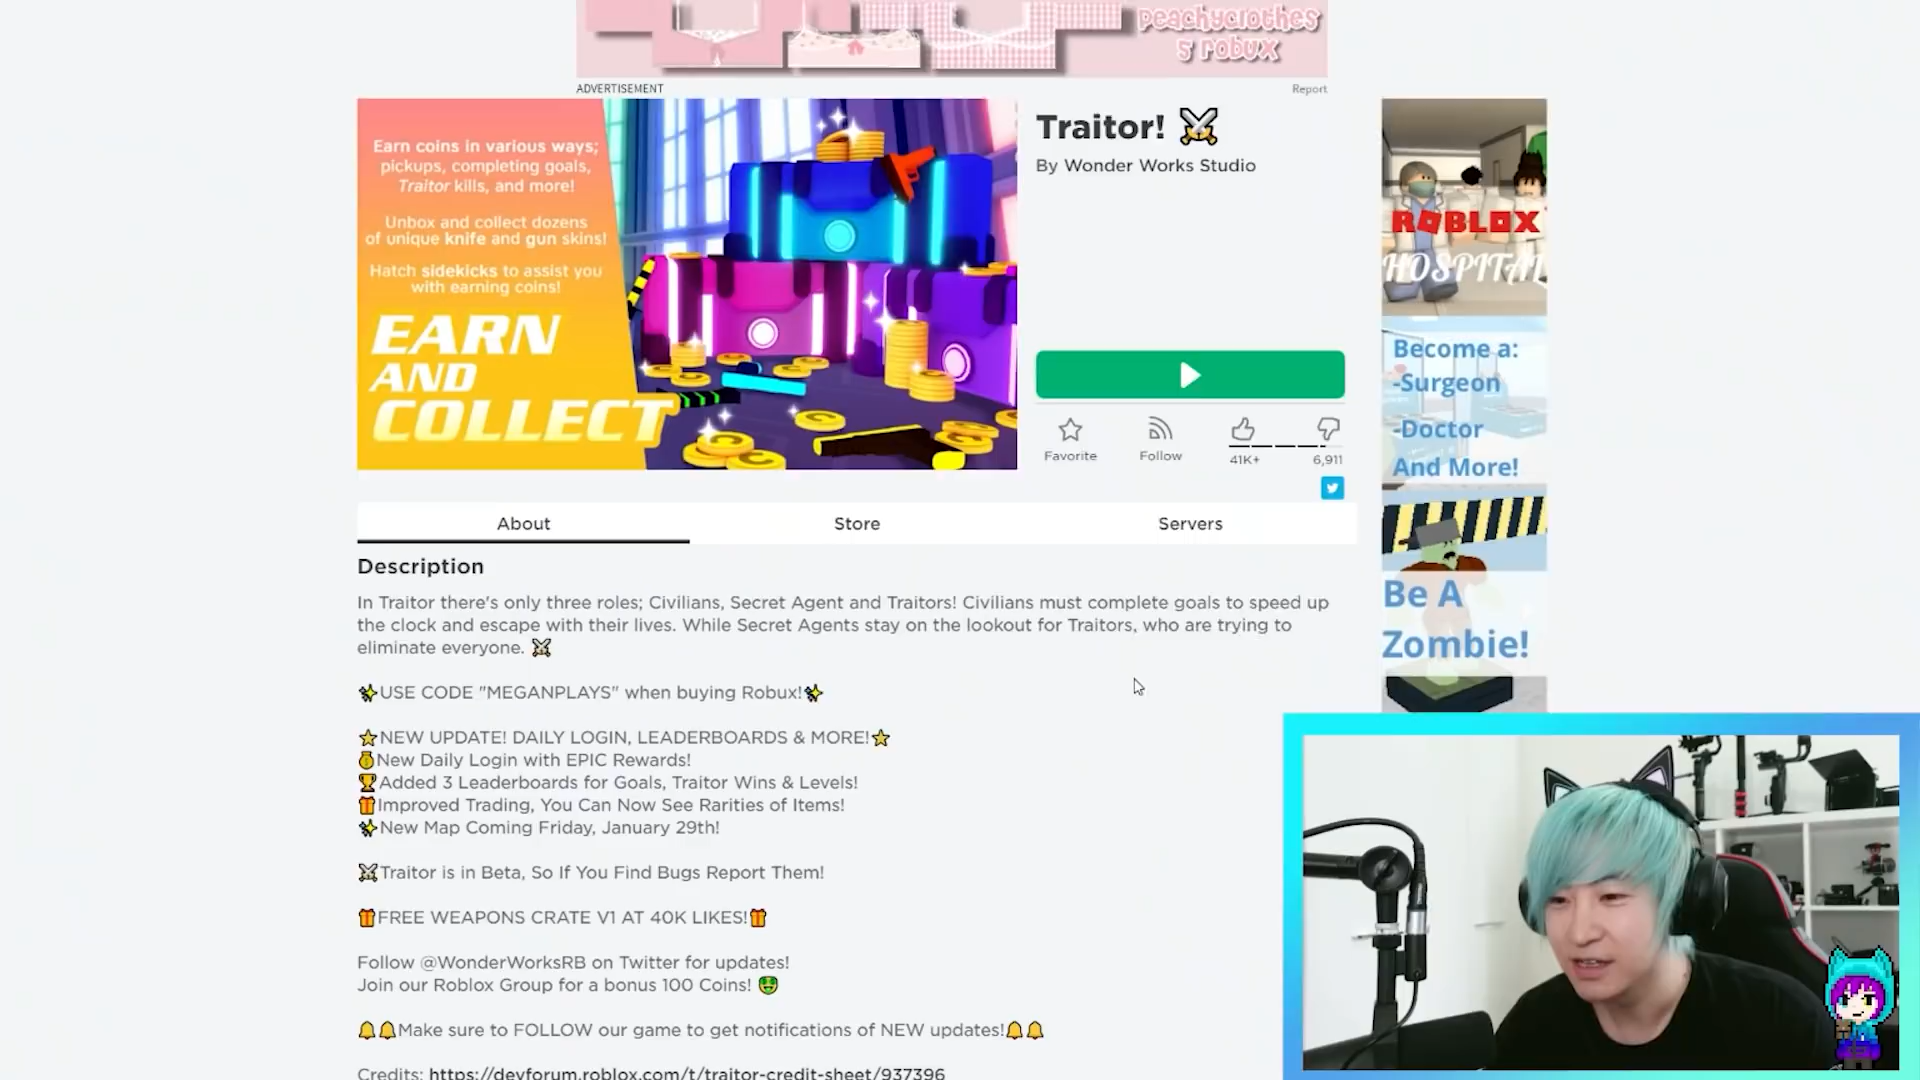 peachyclothes
5 robux
ADVERTISEMENT
Report
Earn coins in various ways;
pickups, completing goals,
Traitor kills, and more!
Unbox and collect dozens
of unique knife and gun skins!
Hatch sidekicks to assist you
with earning coins!
EARN
AND
COLLECT
Traitor! ⚔️
By Wonder Works Studio
Favorite
Follow
41K+
6,911
ROBLOX
HOSPITAL
Become a:
-Surgeon
-Doctor
And More!
Be A
Zombie!
About
Store
Servers
Description
In Traitor there's only three roles; Civilians, Secret Agent and Traitors! Civilians must complete goals to speed up
the clock and escape with their lives. While Secret Agents stay on the lookout for Traitors, who are trying to
eliminate everyone. ⚔️
✨USE CODE "MEGANPLAYS" when buying Robux!✨
⭐NEW UPDATE! DAILY LOGIN, LEADERBOARDS & MORE!⭐
💰New Daily Login with EPIC Rewards!
🏆Added 3 Leaderboards for Goals, Traitor Wins & Levels!
🎁Improved Trading, You Can Now See Rarities of Items!
✨New Map Coming Friday, January 29th!
⚔️Traitor is in Beta, So If You Find Bugs Report Them!
🎁FREE WEAPONS CRATE V1 AT 40K LIKES!🎁
Follow @WonderWorksRB on Twitter for updates!
Join our Roblox Group for a bonus 100 Coins! 🤑
🔔🔔Make sure to FOLLOW our game to get notifications of NEW updates!🔔🔔
Credits: https://devforum.roblox.com/t/traitor-credit-sheet/937396